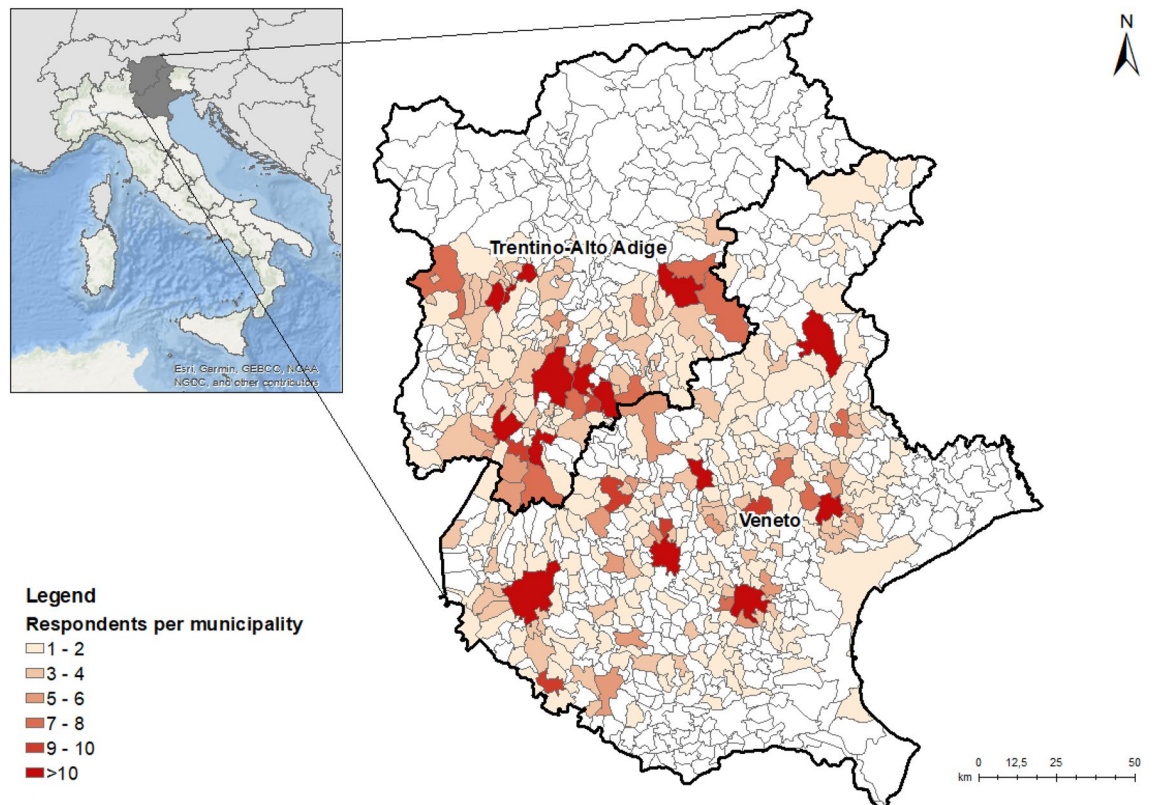 N
Trentino-Alto Adige
Esri, Garmin, GEBCO, NOAA
NGDC, and other contributors
Veneto
Legend
Respondents per municipality
1 - 2
3 - 4
5 - 6
7 - 8
9 - 10
>10
0 12,5 25 50
km